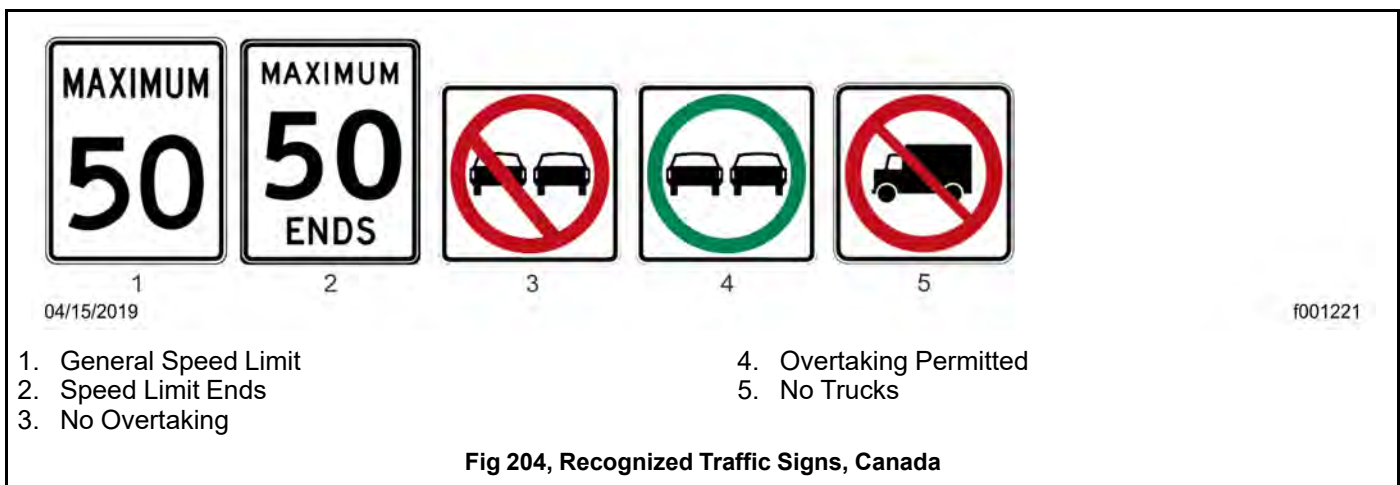 MAXIMUM
50
MAXIMUM
50
ENDS
1 2 3 4 5
04/15/2019 f001221
1. General Speed Limit
2. Speed Limit Ends
3. No Overtaking
4. Overtaking Permitted
5. No Trucks
Fig 204, Recognized Traffic Signs, Canada